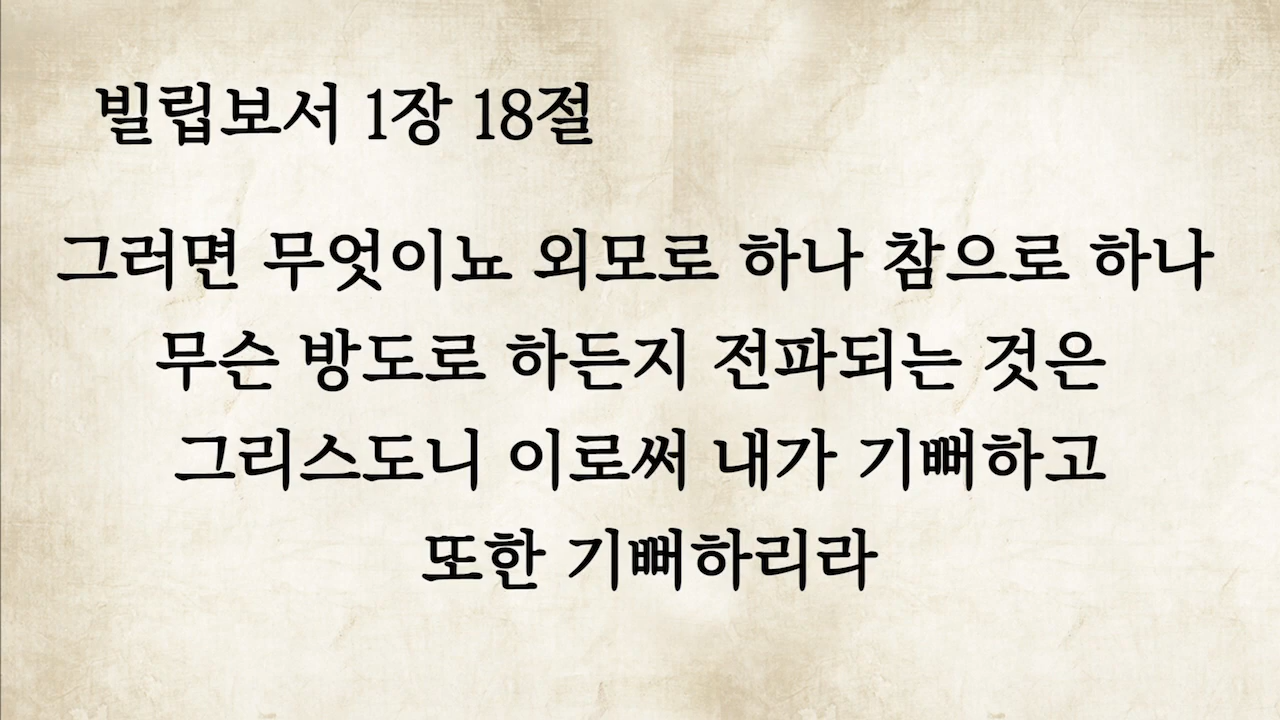 빌립보서 1장 18절
그러면 무엇이뇨 외모로 하나 참으로 하나
무슨 방도로 하든지 전파되는 것은
그리스도니 이로써 내가 기뻐하고
또한 기뻐하리라